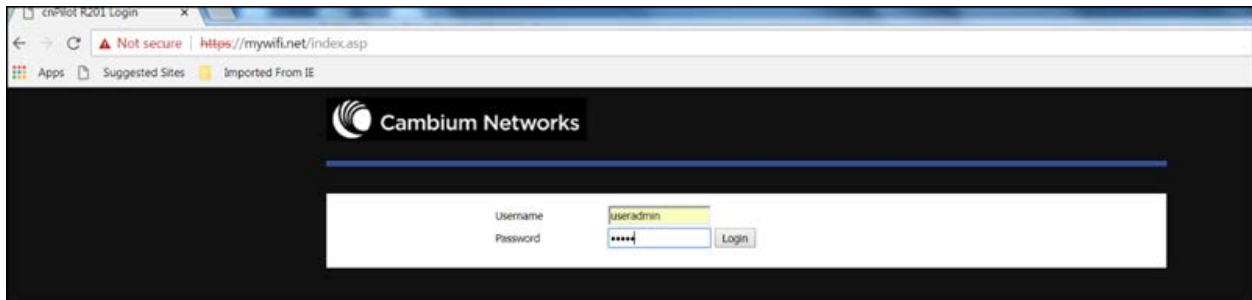 cnPilot R201 Login
Not secure | https://mywifi.net/index.asp
Apps Suggested Sites Imported From IE
Cambium Networks
Username useradmin
Password •••••
Login